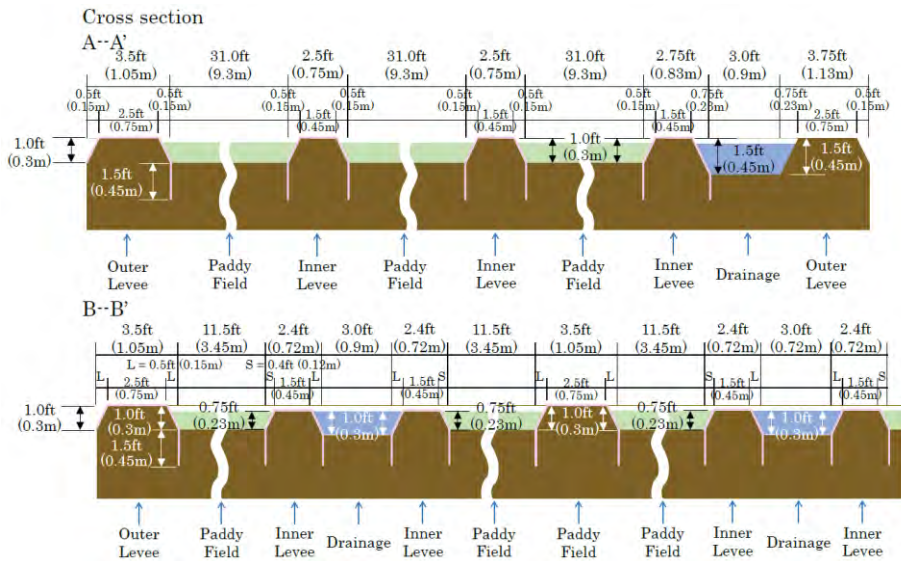 Cross section
A--A'
3.5ft 31.0ft 2.5ft 31.0ft 2.5ft 31.0ft 2.75ft 3.0ft 3.75ft
(1.05m) (9.3m) (0.75m) (9.3m) (0.75m) (9.3m) (0.83m) (0.9m) (1.13m)
0.5ft 0.5ft 0.5ft 0.5ft 0.5ft 0.5ft 0.5ft 0.75ft 0.75ft 0.5ft
(0.15m) (0.15m) (0.15m) (0.15m) (0.15m) (0.15m) (0.15m) (0.23m) (0.23m) (0.15m)
2.5ft 1.5ft 1.5ft 1.5ft 2.5ft
(0.75m) (0.45m) (0.45m) (0.45m) (0.75m)
1.0ft 1.0ft 1.5ft 1.5ft
(0.3m) (0.3m) (0.45m) (0.45m)
1.5ft
(0.45m)
Outer Paddy Inner Paddy Inner Paddy Inner Drainage Outer
Levee Field Levee Field Levee Field Levee Levee
B--B'
3.5ft 11.5ft 2.4ft 3.0ft 2.4ft 11.5ft 3.5ft 11.5ft 2.4ft 3.0ft 2.4ft
(1.05m) (3.45m) (0.72m) (0.9m) (0.72m) (3.45m) (1.05m) (3.45m) (0.72m) (0.9m) (0.72m)
L = 0.5ft (0.15m) S = 0.4ft (0.12m)
L L S L L S L L S L L S
2.5ft 1.5ft 1.5ft 2.5ft 1.5ft 1.5ft
(0.75m) (0.45m) (0.45m) (0.75m) (0.45m) (0.45m)
1.0ft 1.0ft 0.75ft 1.0ft 0.75ft 1.0ft 0.75ft 1.0ft
(0.3m) (0.3m) (0.23m) (0.3m) (0.23m) (0.3m) (0.23m) (0.3m)
1.5ft
(0.45m)
Outer Paddy Inner Drainage Inner Paddy Paddy Paddy Inner Drainage Inner
Levee Field Levee Levee Field Field Field Levee Levee